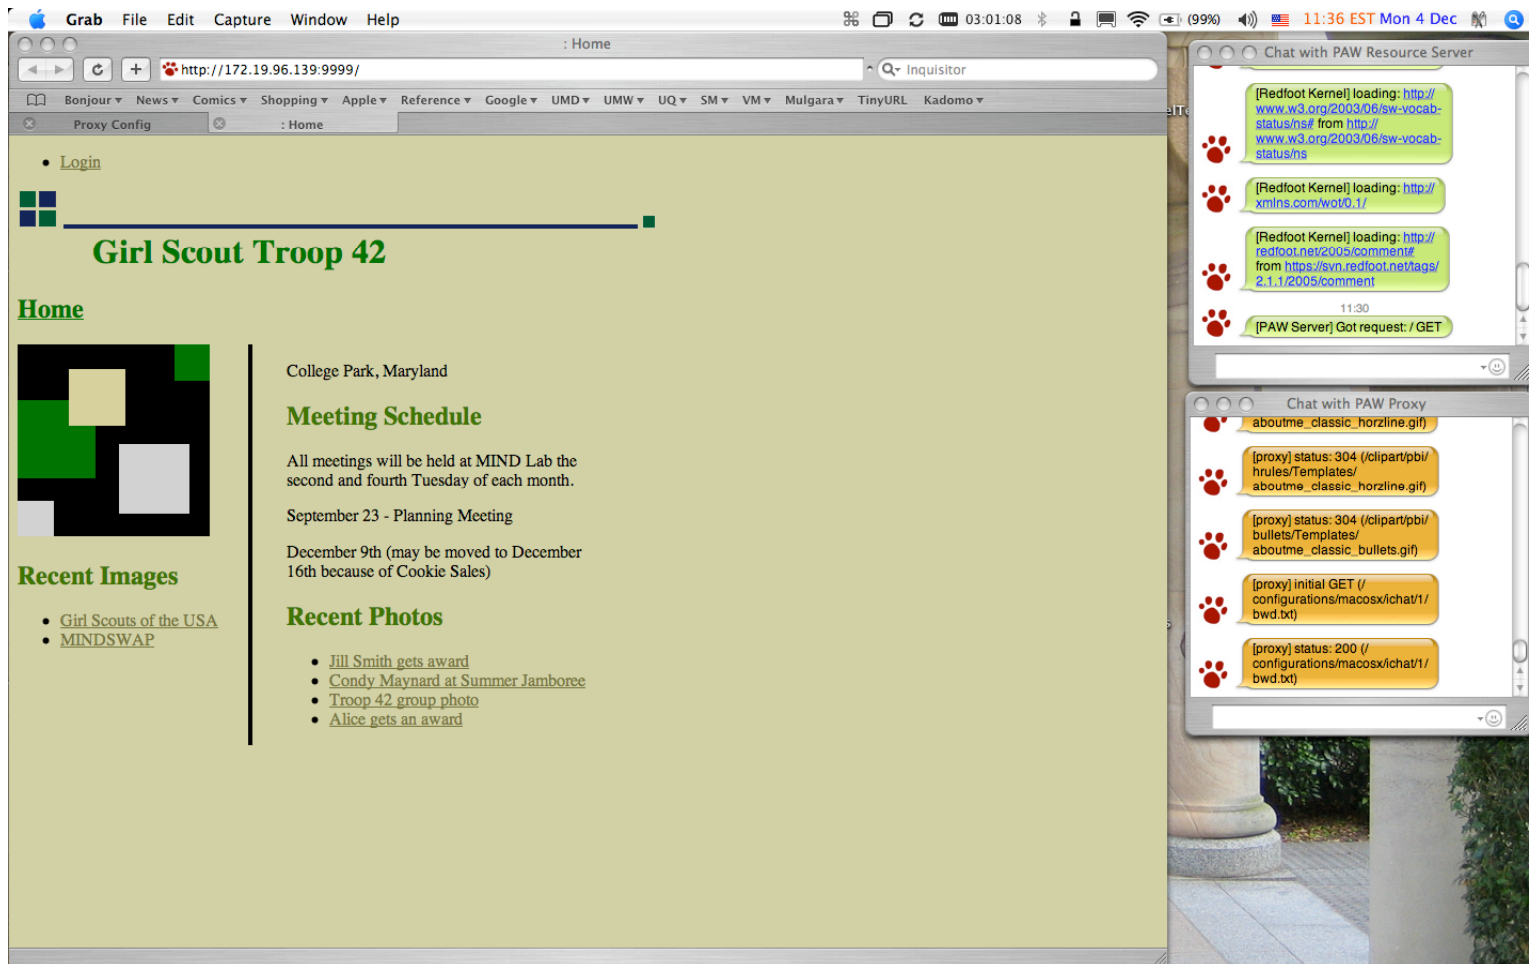 Grab File Edit Capture Window Help
03:01:08 (99%) 11:36 EST Mon 4 Dec
: Home
http://172.19.96.139:9999/
Inquisitor
Bonjour News Comics Shopping Apple Reference Google UMD UMW UQ SM VM Mulgara TinyURL Kadomo
Proxy Config
: Home
Login
Girl Scout Troop 42
Home
College Park, Maryland
Meeting Schedule
All meetings will be held at MIND Lab the
second and fourth Tuesday of each month.
September 23 - Planning Meeting
December 9th (may be moved to December
16th because of Cookie Sales)
Recent Images
Girl Scouts of the USA
MINDSWAP
Recent Photos
Jill Smith gets award
Condy Maynard at Summer Jamboree
Troop 42 group photo
Alice gets an award
Chat with PAW Resource Server
[Redfoot Kernel] loading: http://
www.w3.org/2003/06/sw-vocab-
status/ns# from http://
www.w3.org/2003/06/sw-vocab-
status/ns
[Redfoot Kernel] loading: http://
xmlns.com/wot/0.1/
[Redfoot Kernel] loading: http://
redfoot.net/2005/comment#
from https://svn.redfoot.net/tags/
2.1.1/2005/comment
11:30
[PAW Server] Got request: / GET
Chat with PAW Proxy
aboutme_classic_horzline.gif)
[proxy] status: 304 (/clipart/pbi/
hrules/Templates/
aboutme_classic_horzline.gif)
[proxy] status: 304 (/clipart/pbi/
bullets/Templates/
aboutme_classic_bullets.gif)
[proxy] initial GET (/
configurations/macosx/ichat/1/
bwd.txt)
[proxy] status: 200 (/
configurations/macosx/ichat/1/
bwd.txt)